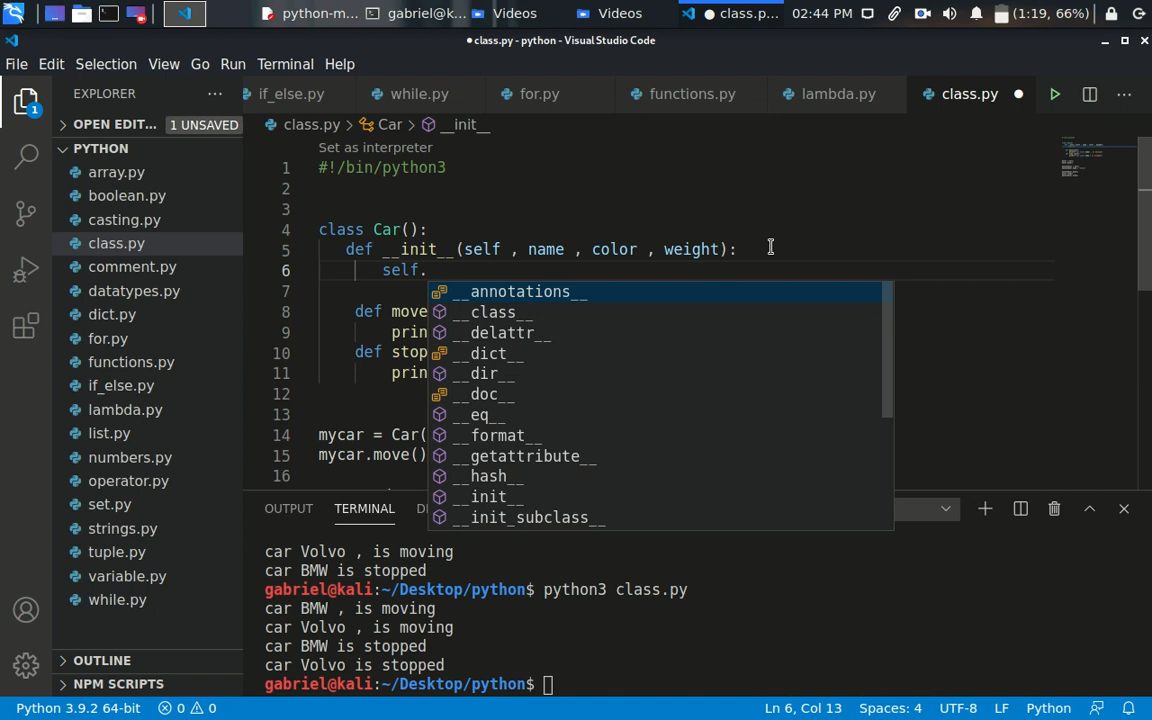 python-m... gabriel@k... Videos Videos class.p... 02:44 PM (1:19, 66%)
class.py - python - Visual Studio Code
File Edit Selection View Go Run Terminal Help
EXPLORER ... if_else.py while.py for.py functions.py lambda.py class.py ...
1
OPEN EDIT... 1 UNSAVED
class.py > Car > __init__
PYTHON
array.py
boolean.py
casting.py
class.py
comment.py
datatypes.py
dict.py
for.py
functions.py
if_else.py
lambda.py
list.py
numbers.py
operator.py
set.py
strings.py
tuple.py
variable.py
while.py
OUTLINE
NPM SCRIPTS
Set as interpreter
1 #!/bin/python3
2
3
4 class Car():
5 def __init__(self , name , color , weight):
6 self.
7
8 def move
9 prin
10 def stop
11 prin
12
13
14 mycar = Car(
15 mycar.move()
16
__annotations__
__class__
__delattr__
__dict__
__dir__
__doc__
__eq__
__format__
__getattribute__
__hash__
__init__
__init_subclass__
OUTPUT TERMINAL
car Volvo , is moving
car BMW is stopped
gabriel@kali:~/Desktop/python$ python3 class.py
car BMW , is moving
car Volvo , is moving
car BMW is stopped
car Volvo is stopped
gabriel@kali:~/Desktop/python$
Python 3.9.2 64-bit 0 0 Ln 6, Col 13 Spaces: 4 UTF-8 LF Python